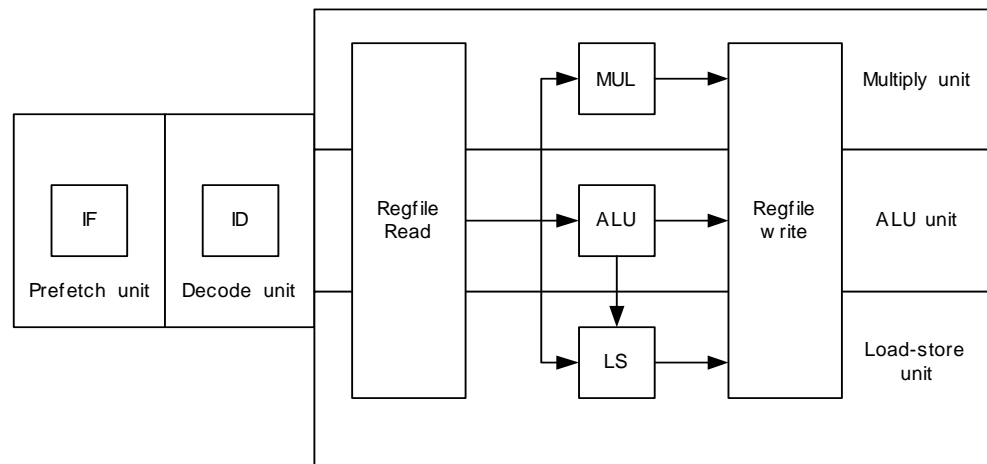 MUL
Multiply unit
IF
ID
Regfile
Read
ALU
Regfile
w rite
ALU unit
Prefetch unit
Decode unit
LS
Load-store
unit